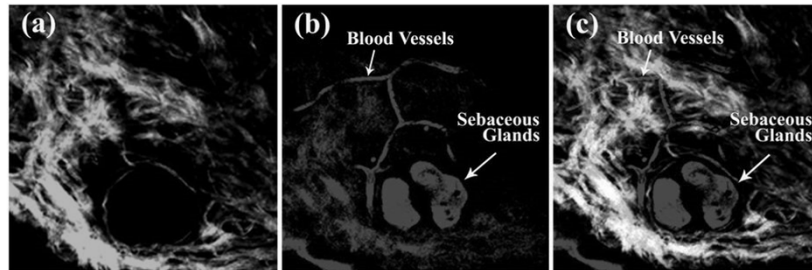 (a)
(b)
Blood Vessels
Sebaceous
Glands
(c)
Blood Vessels
Sebaceous
Glands